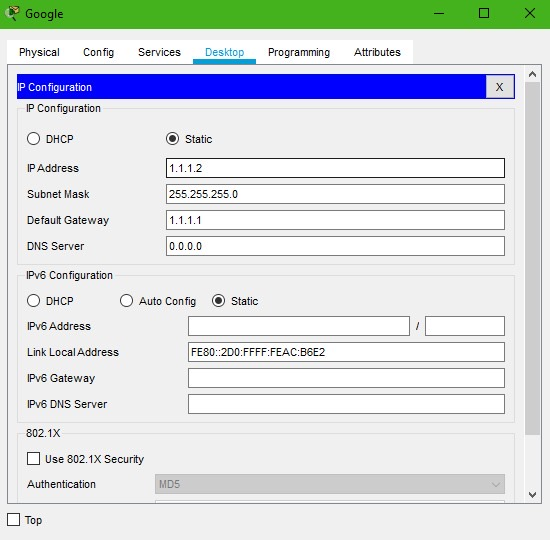 Google
Physical Config Services Desktop Programming Attributes
IP Configuration X
IP Configuration
DHCP Static
IP Address 1.1.1.2
Subnet Mask 255.255.255.0
Default Gateway 1.1.1.1
DNS Server 0.0.0.0
IPv6 Configuration
DHCP Auto Config Static
IPv6 Address /
Link Local Address FE80::2D0:FFFF:FEAC:B6E2
IPv6 Gateway
IPv6 DNS Server
802.1X
Use 802.1X Security
Authentication MD5
Top